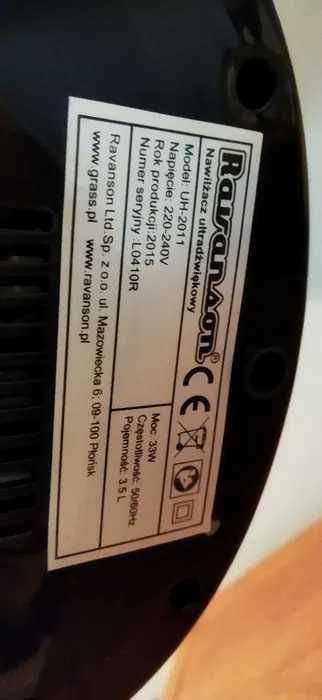 Ravanson®
Nawilżacz ultradźwiękowy
Model: UH-2011
Napięcie: 220-240V
Rok produkcji:2015
Numer seryjny :L0410R
Moc: 33W
Częstotliwość: 50/60Hz
Pojemność: 3.5 L
Ravanson Ltd.Sp. z o.o. ul. Mazowiecka 6; 09-100 Płońsk
www.grass.pl www.ravanson.pl